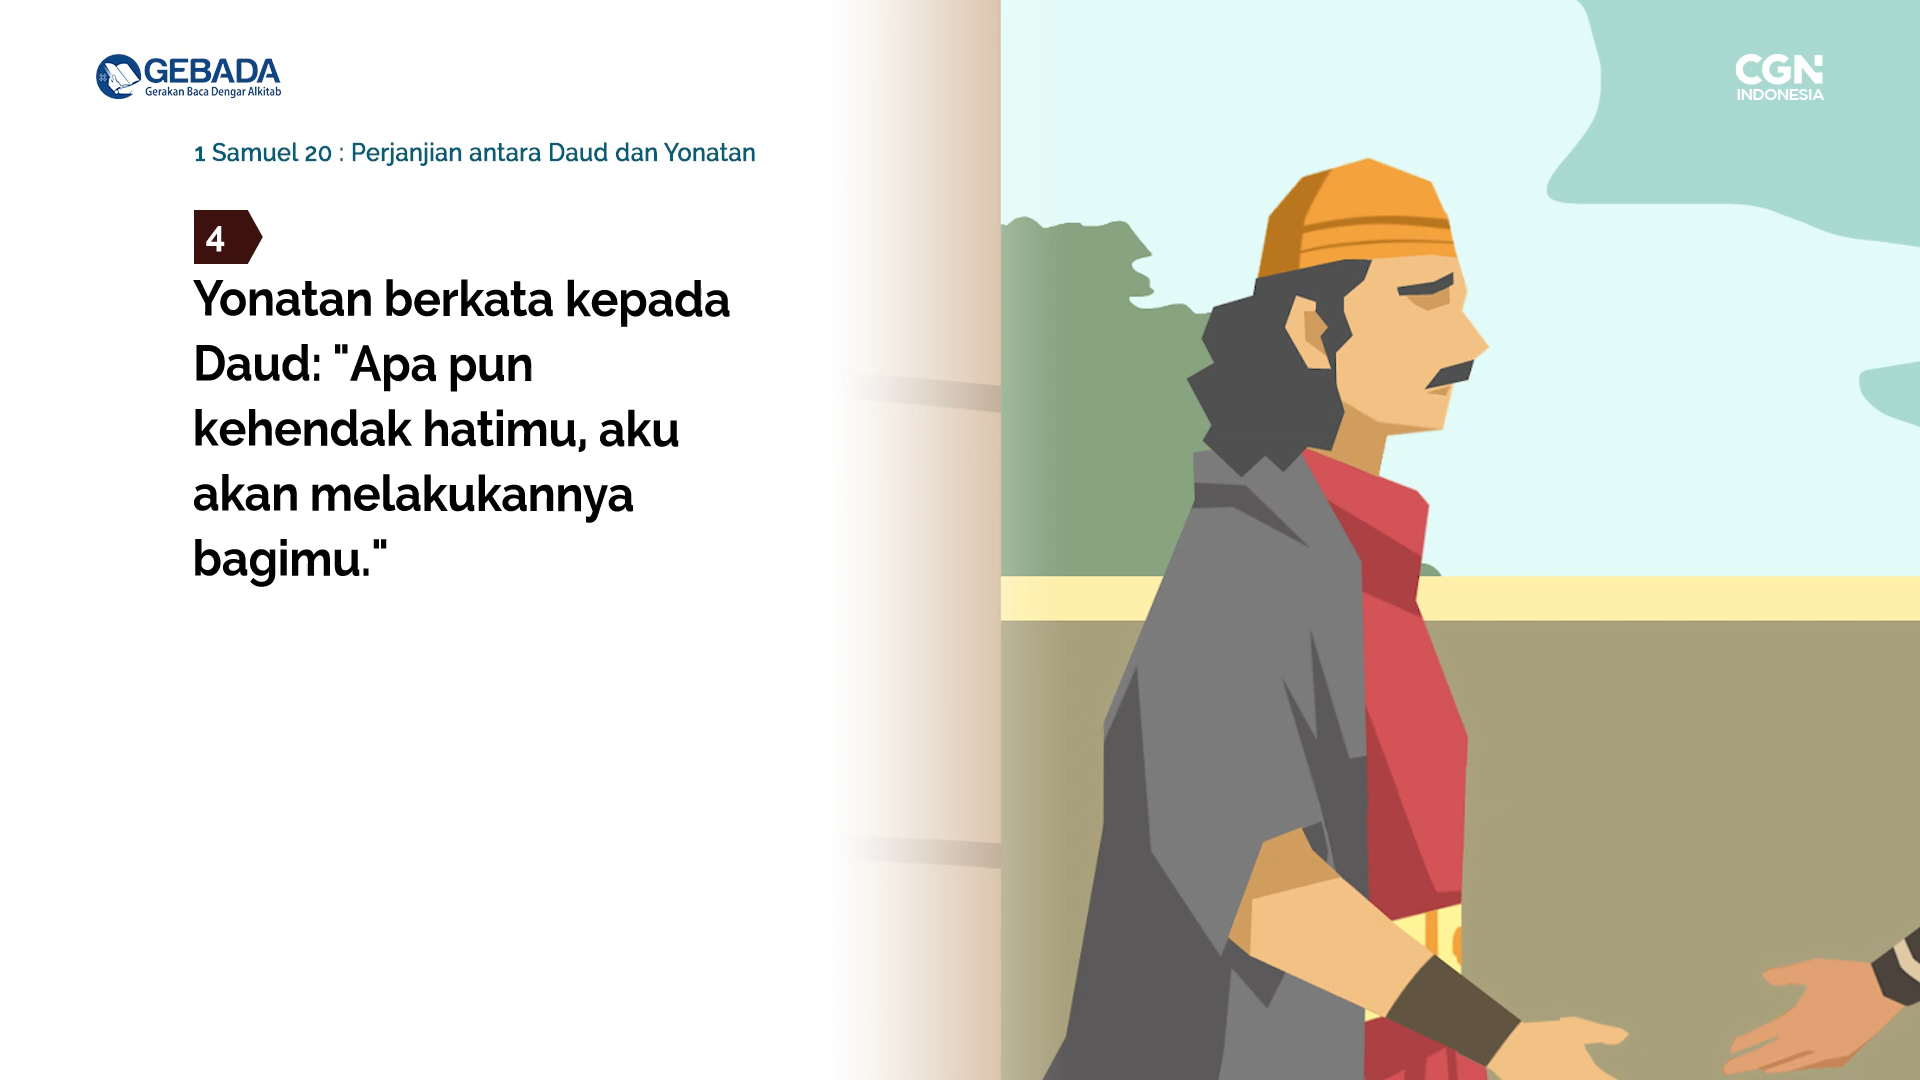 GEBADA
Gerakan Baca Dengar Alkitab
CGN
INDONESIA
1 Samuel 20 : Perjanjian antara Daud dan Yonatan
4
Yonatan berkata kepada
Daud: "Apa pun
kehendak hatimu, aku
akan melakukannya
bagimu."